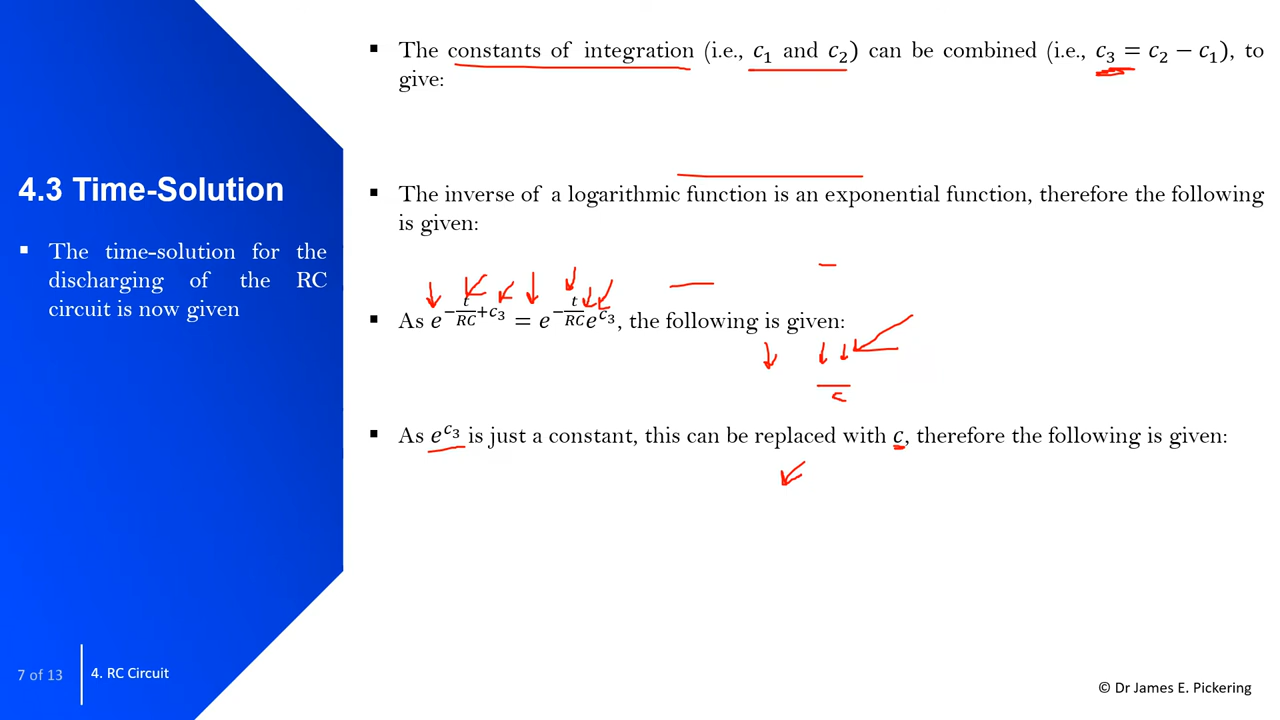 4.3 Time-Solution
▪ The time-solution for the
discharging of the RC
circuit is now given
▪ The constants of integration (i.e., c₁ and c₂) can be combined (i.e., c₃ = c₂ − c₁), to
give:
▪ The inverse of a logarithmic function is an exponential function, therefore the following
is given:
▪ As e^(−t/RC+c₃) = e^(−t/RC)e^(c₃), the following is given:
c
▪ As e^(c₃) is just a constant, this can be replaced with c, therefore the following is given:
7 of 13
4. RC Circuit
© Dr James E. Pickering